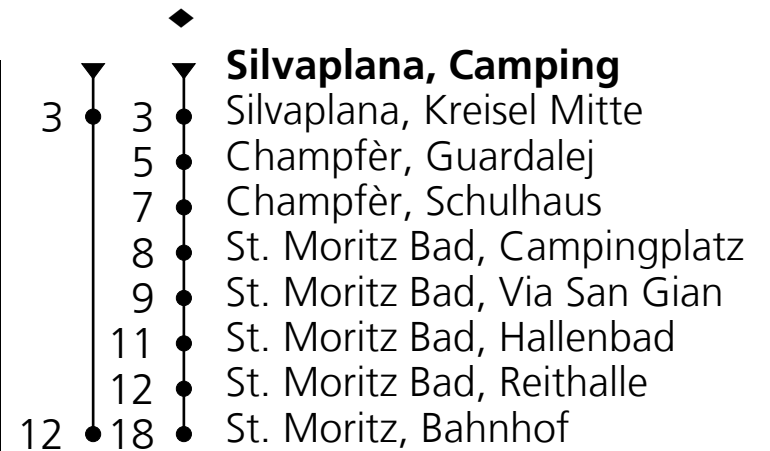 Silvaplana, Camping
3 3 Silvaplana, Kreisel Mitte
5 Champfèr, Guardalej
7 Champfèr, Schulhaus
8 St. Moritz Bad, Campingplatz
9 St. Moritz Bad, Via San Gian
11 St. Moritz Bad, Hallenbad
12 St. Moritz Bad, Reithalle
12 18 St. Moritz, Bahnhof